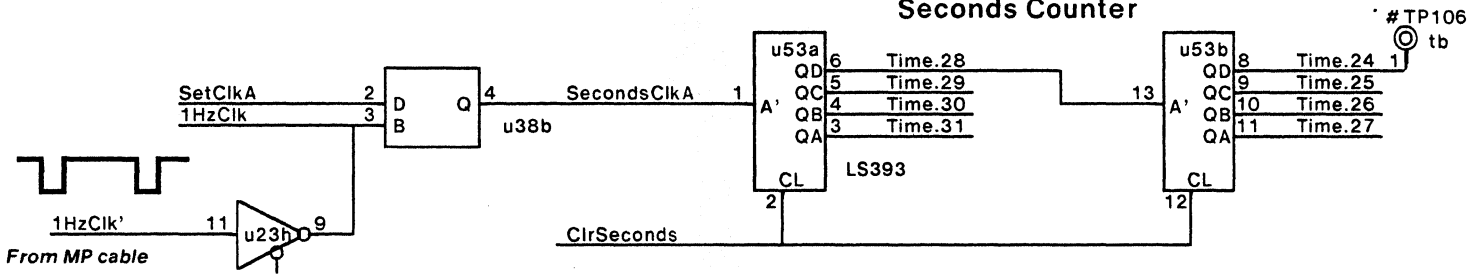 Seconds Counter
# TP106
tb
1
SetClkA 2 D Q 4 SecondsClkA
1HzClk 3 B
u38b
u53a
1 A'
QD 6 Time.28
QC 5 Time.29
QB 4 Time.30
QA 3 Time.31
CL
2
LS393
u53b
13 A'
QD 8 Time.24
QC 9 Time.25
QB 10 Time.26
QA 11 Time.27
CL
12
1HzClk' 11 u23h 9
From MP cable
ClrSeconds